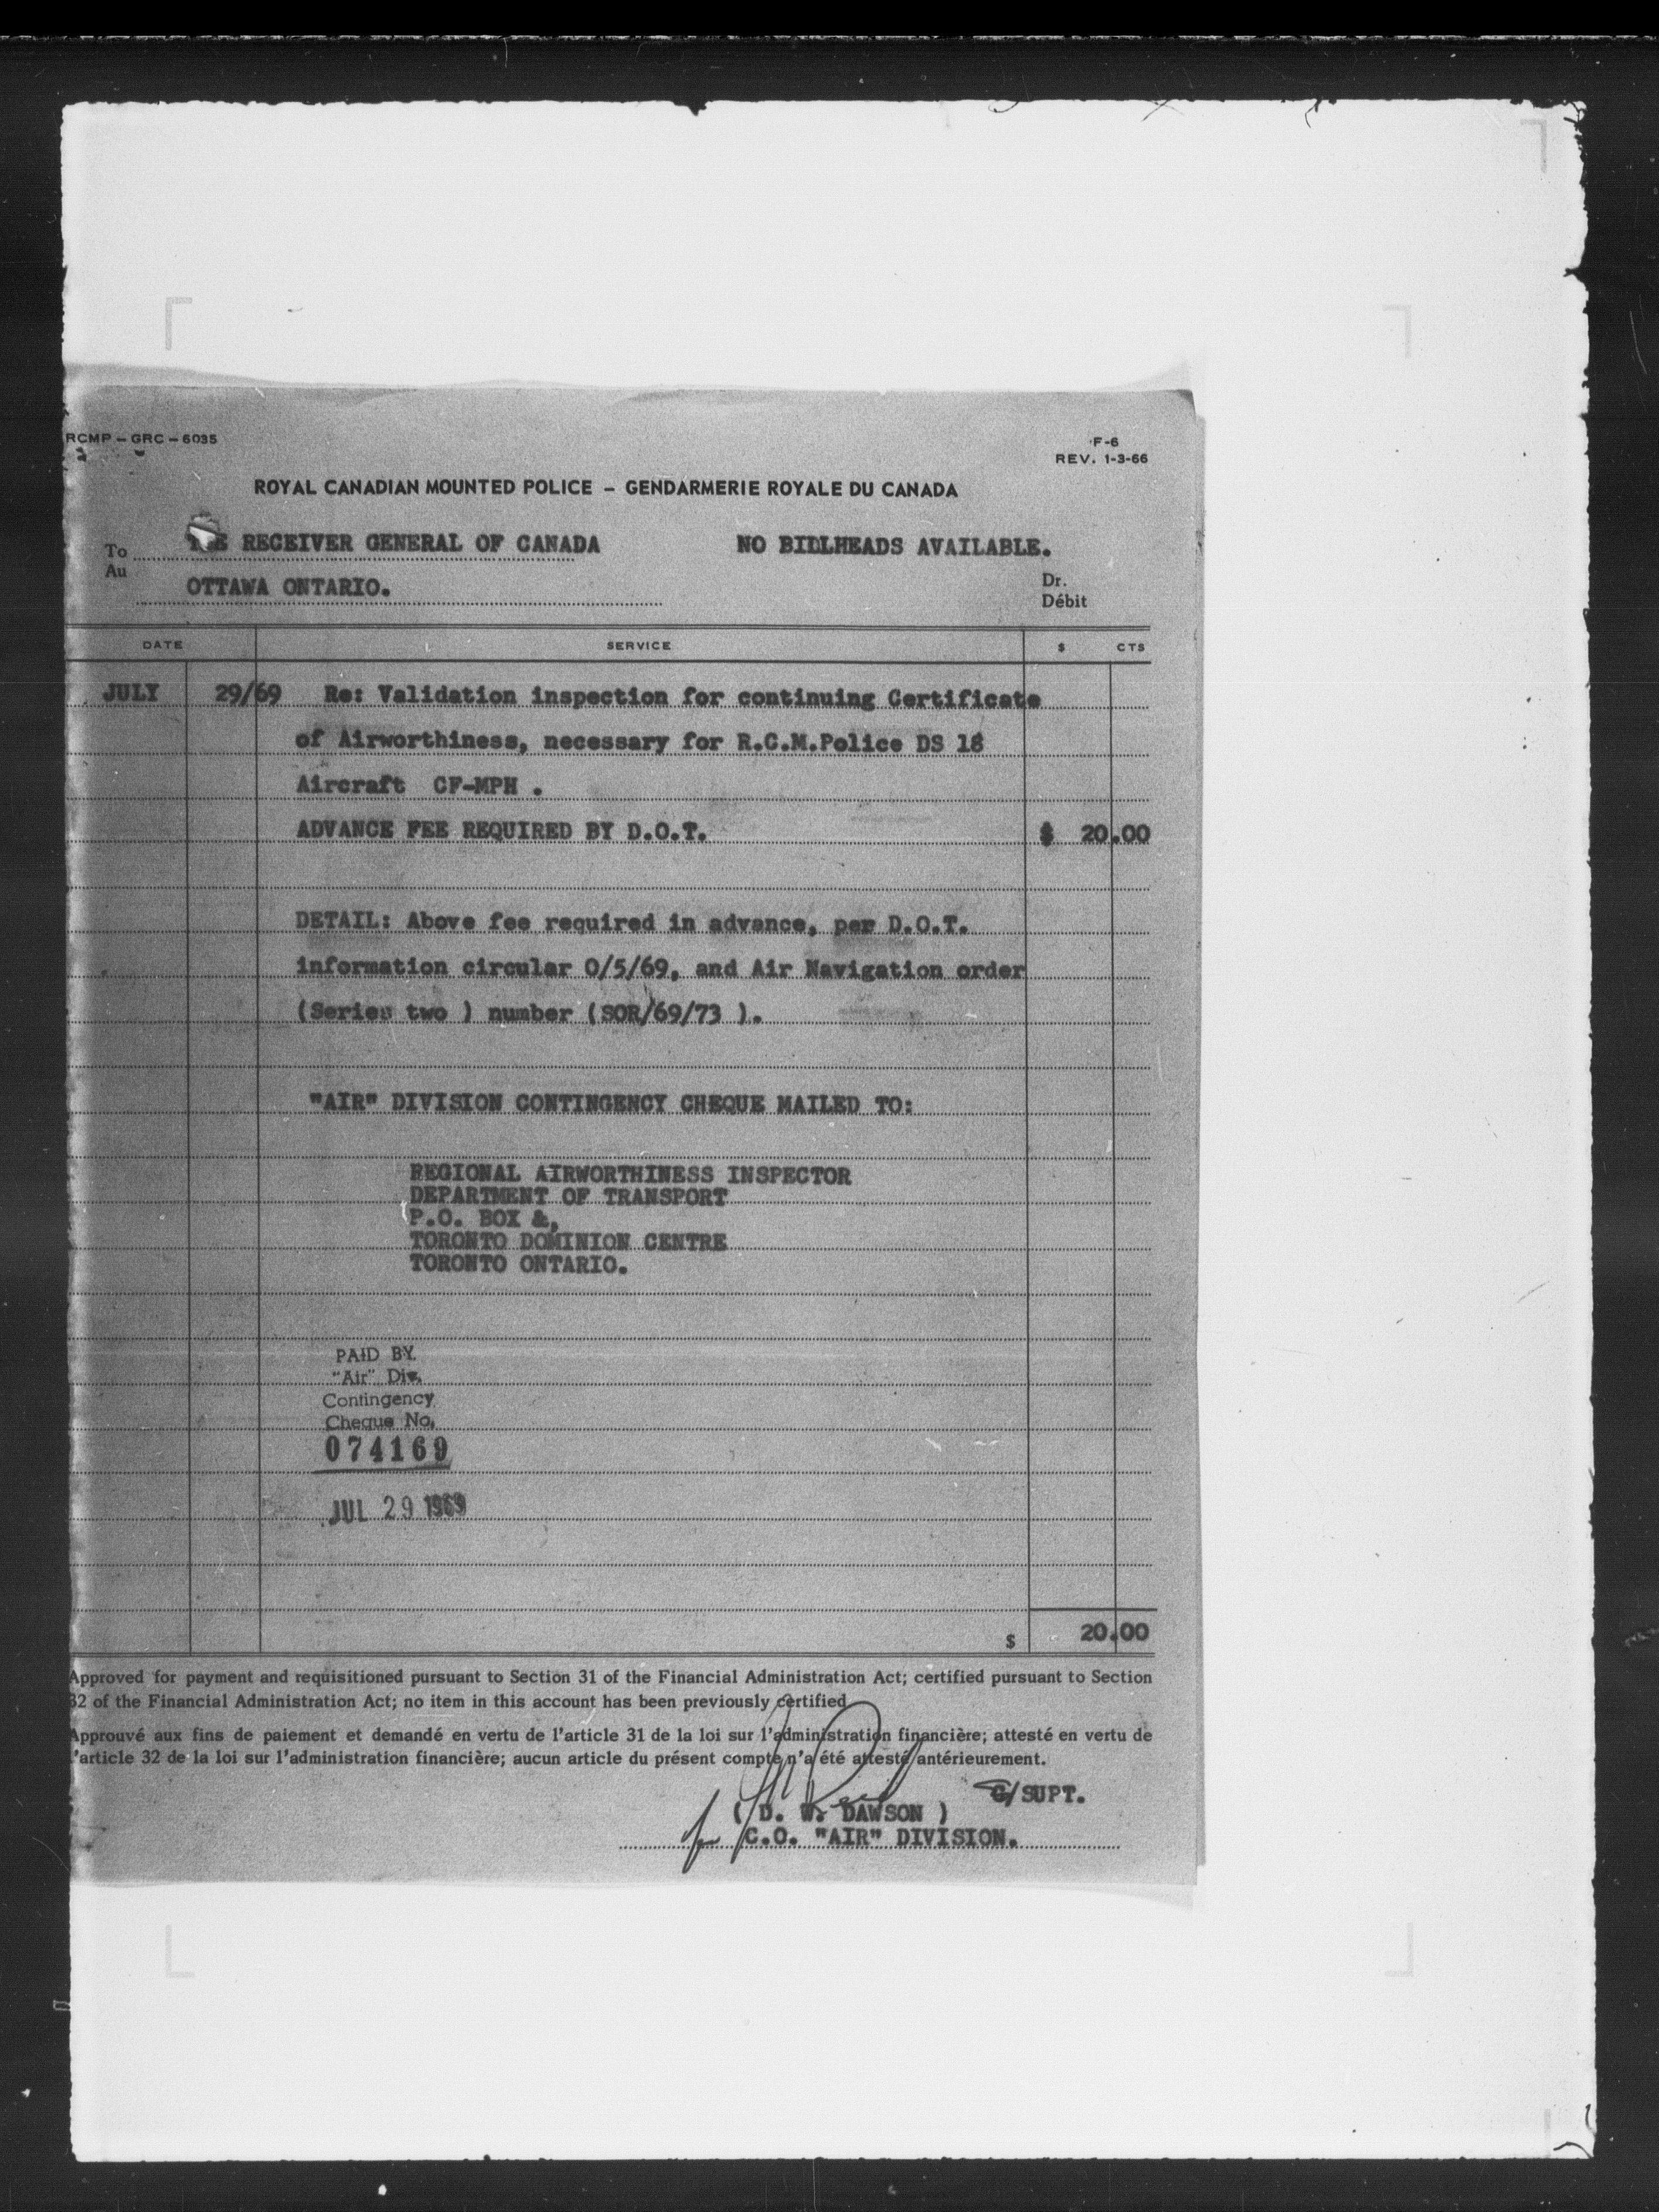 RCMP – GRC – 6035
F-6
REV. 1-3-66
ROYAL CANADIAN MOUNTED POLICE – GENDARMERIE ROYALE DU CANADA
To THE RECEIVER GENERAL OF CANADA NO BIDLHEADS AVAILABLE.
Au
OTTAWA ONTARIO. Dr.
Débit
DATE SERVICE $ CTS
JULY 29/69 Re: Validation inspection for continuing Certificate
of Airworthiness, necessary for R.C.M.Police DS 18
Aircraft CF-MPH .
ADVANCE FEE REQUIRED BY D.O.T. $ 20.00
DETAIL: Above fee required in advance, per D.O.T.
information circular 0/5/69, and Air Navigation order
(Series two ) number (SOR/69/73 ).
"AIR" DIVISION CONTINGENCY CHEQUE MAILED TO:
REGIONAL AIRWORTHINESS INSPECTOR
DEPARTMENT OF TRANSPORT
P.O. BOX &,
TORONTO DOMINION CENTRE
TORONTO ONTARIO.
PAID BY
"Air" Div.
Contingency
Cheque No.
074169
JUL 29 1969
$ 20.00
Approved for payment and requisitioned pursuant to Section 31 of the Financial Administration Act; certified pursuant to Section
32 of the Financial Administration Act; no item in this account has been previously certified
Approuvé aux fins de paiement et demandé en vertu de l'article 31 de la loi sur l'administration financière; attesté en vertu de
l'article 32 de la loi sur l'administration financière; aucun article du présent compte n'a été attesté antérieurement.
C/SUPT.
( D. W. DAWSON )
for C.O. "AIR" DIVISION.